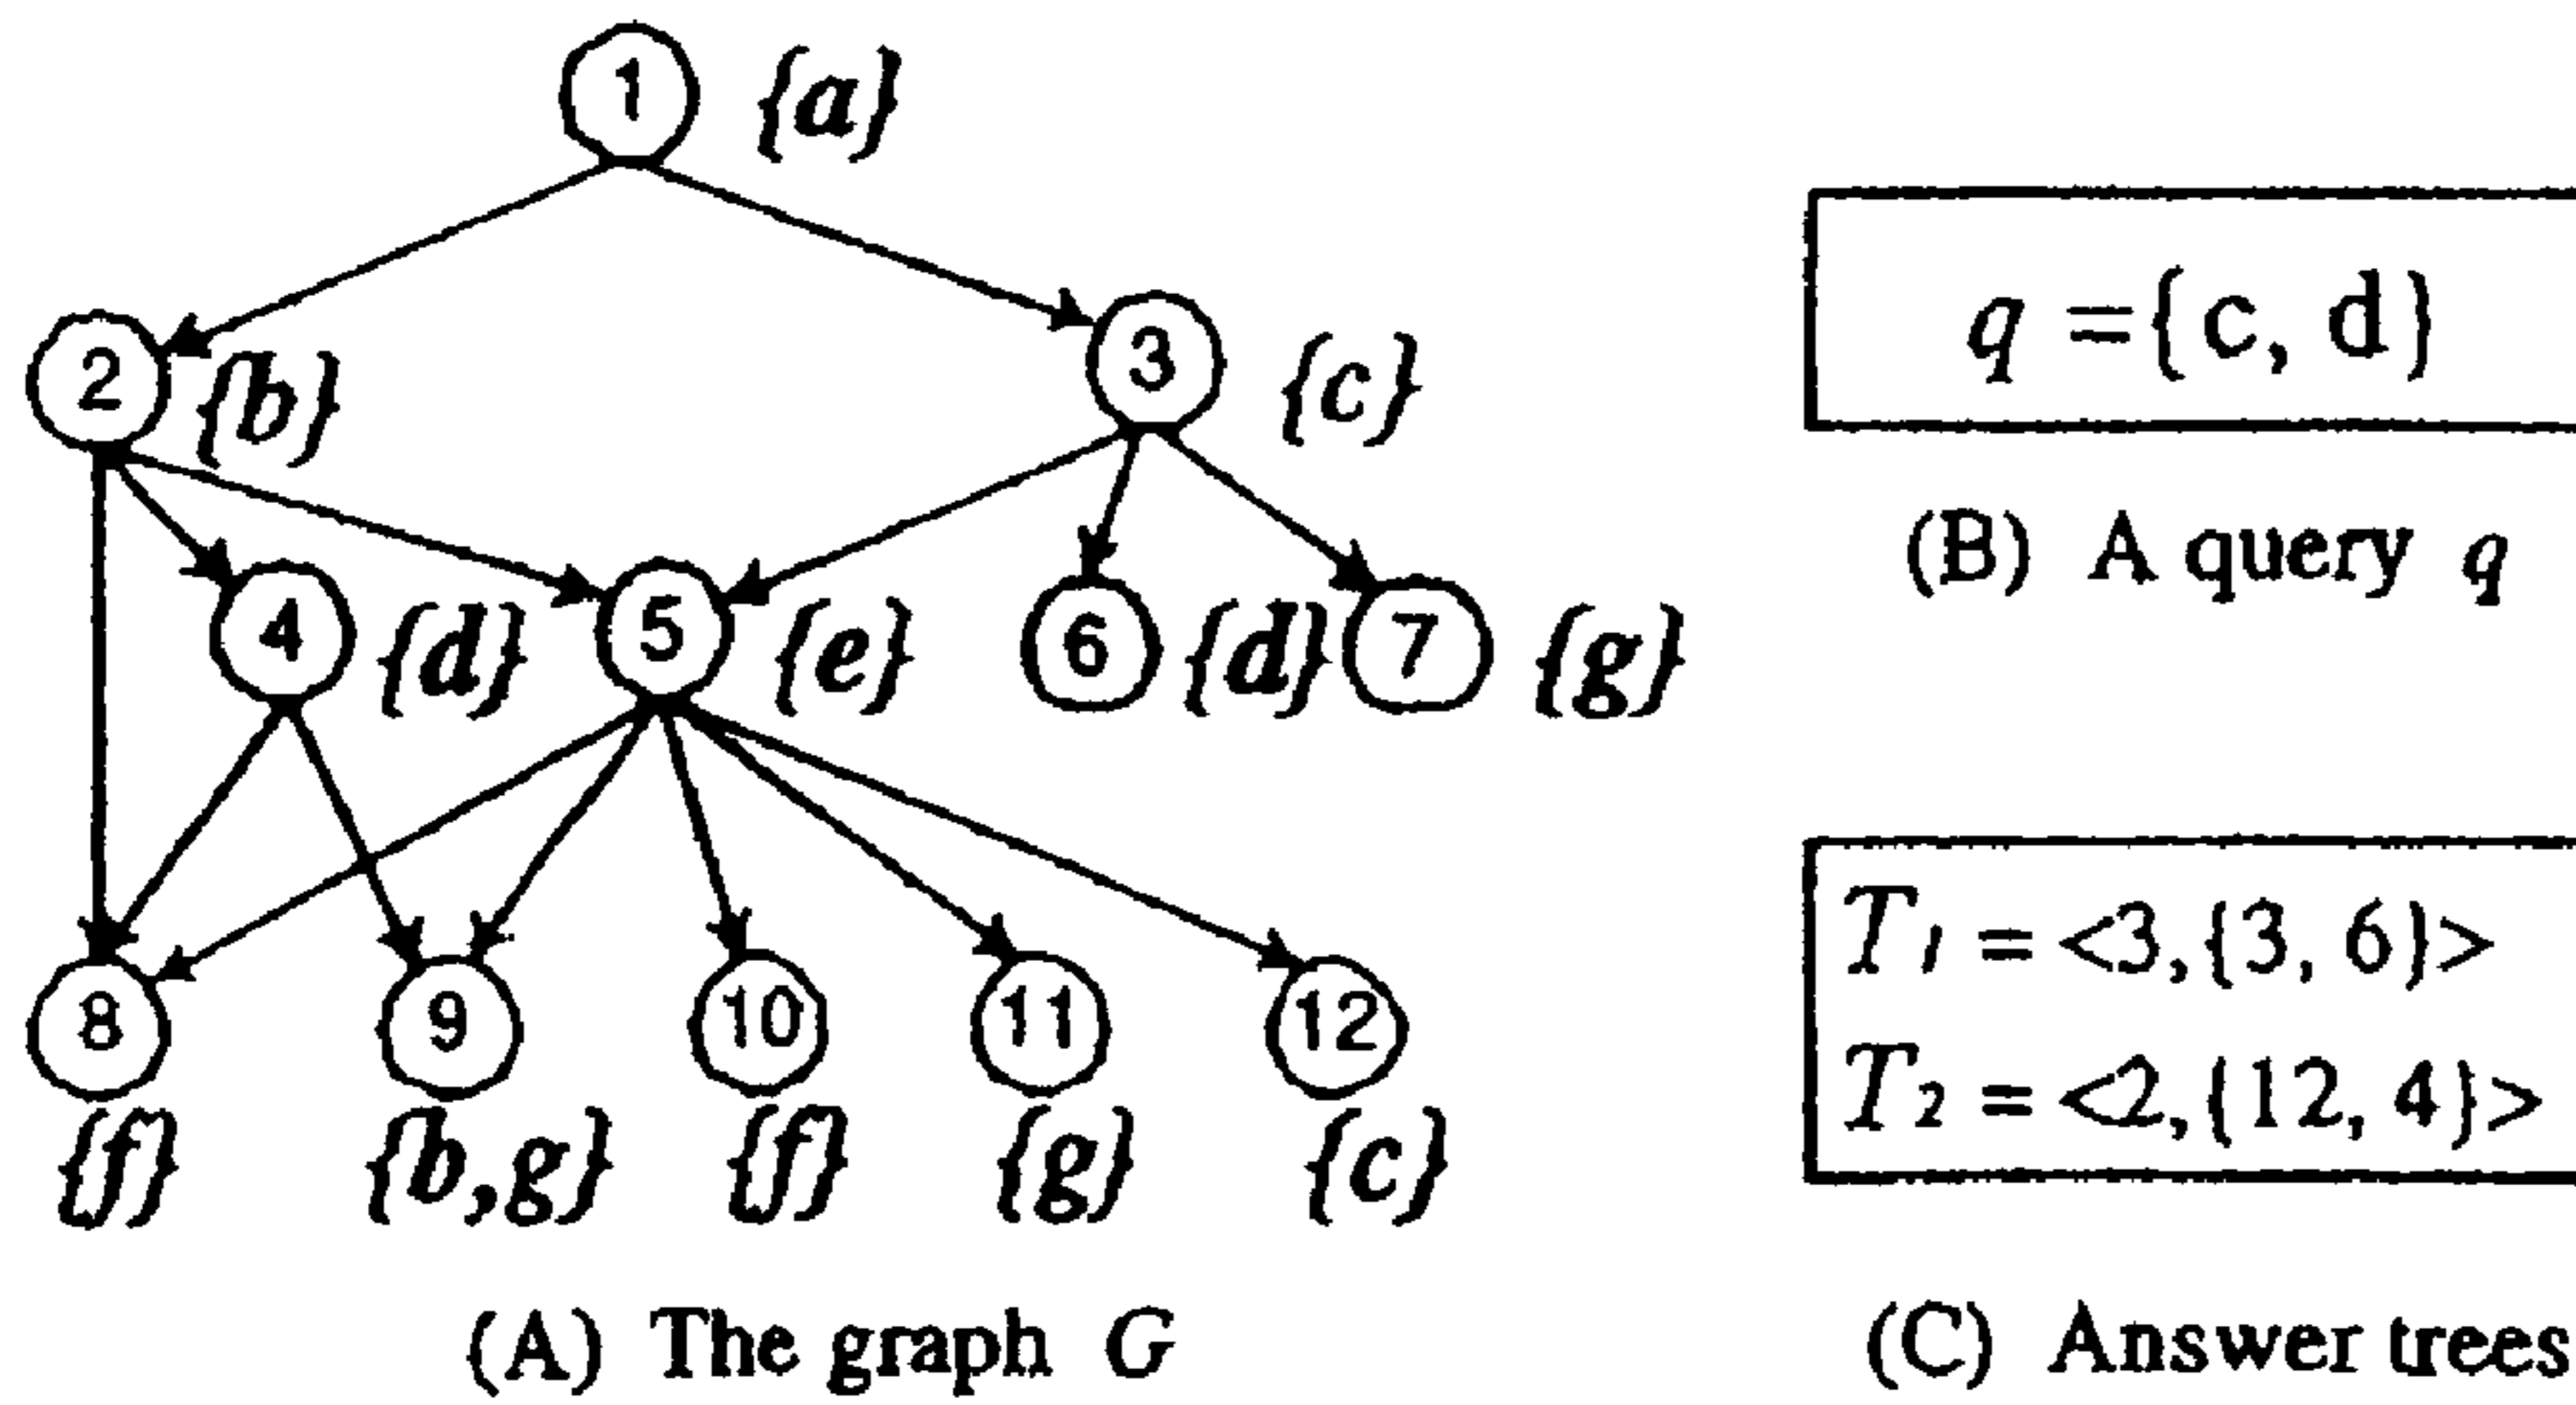 1 {a}
2 {b}
3 {c}
q = {c, d}
(B) A query q
4 {d}
5 {e}
6 {d}
7 {g}
8 {f}
9 {b,g}
10 {f}
11 {g}
12 {c}
T1 = <3,{3, 6}>
T2 = <2,{12, 4}>
(A) The graph G
(C) Answer trees